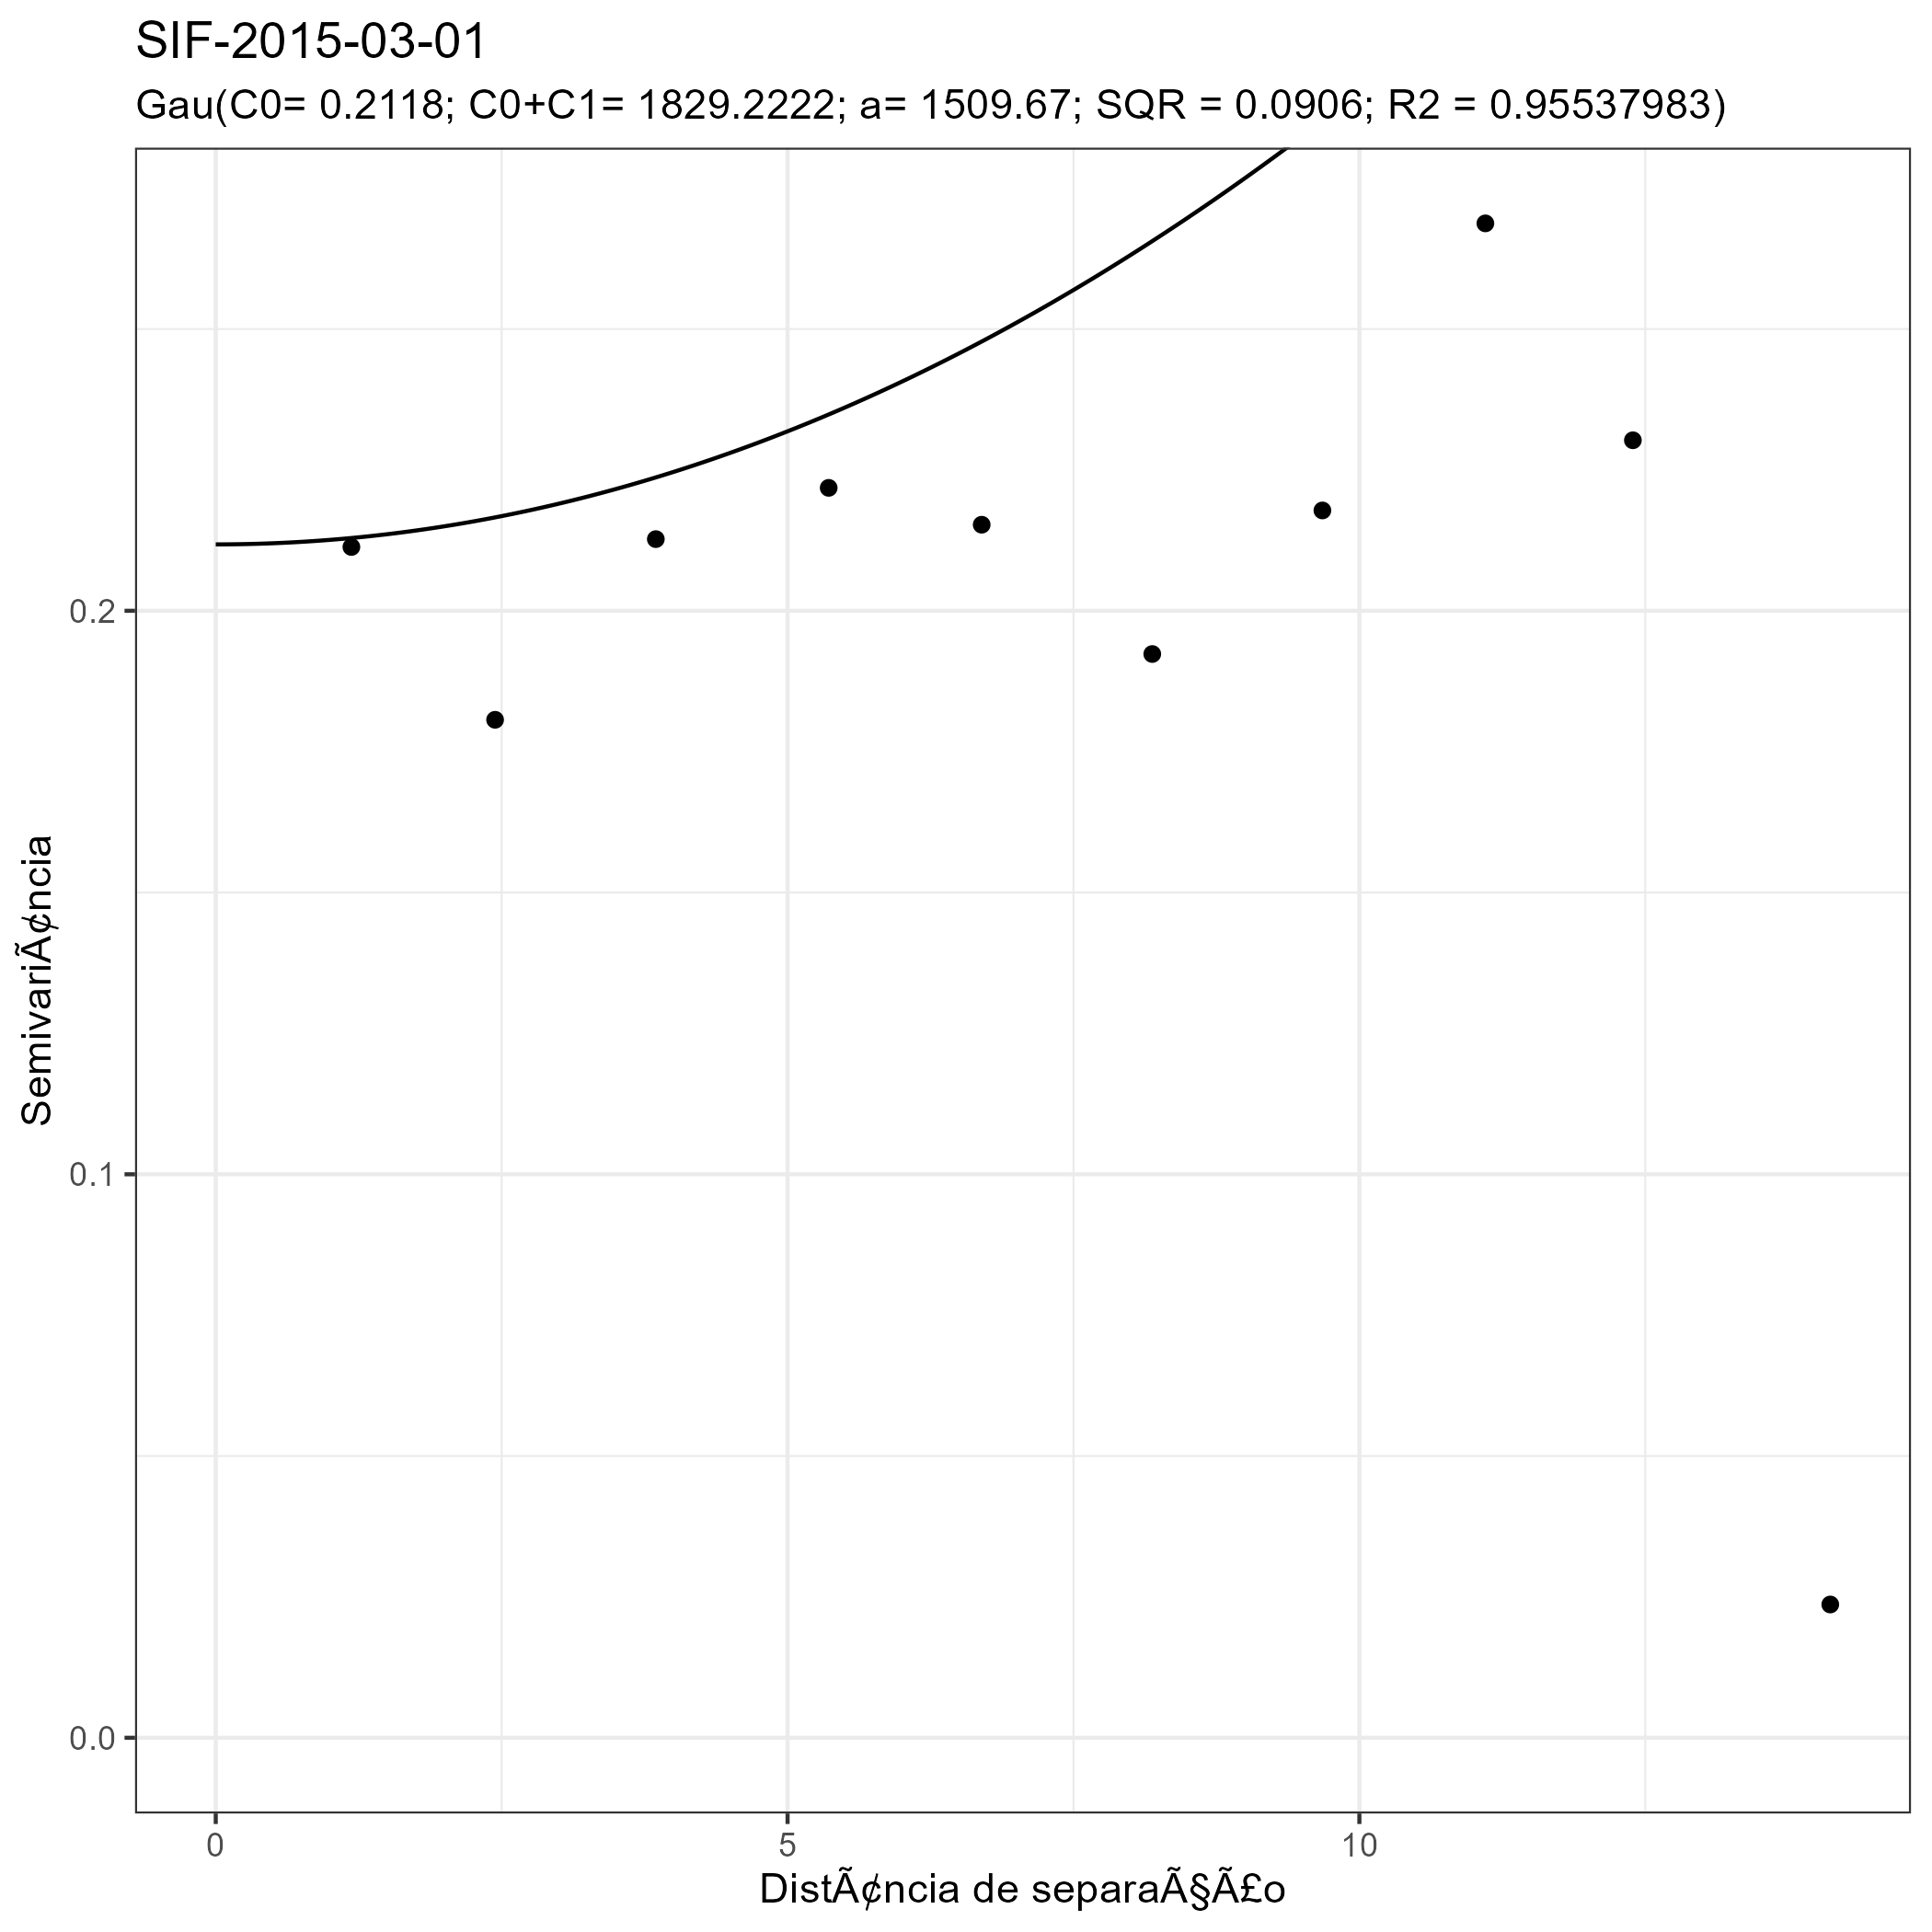 SIF-2015-03-01
Gau(C0= 0.2118; C0+C1= 1829.2222; a= 1509.67; SQR = 0.0906; R2 = 0.95537983)
SemivariÃ¢ncia
0.2
0.1
0.0
0 5 10
DistÃ¢ncia de separaÃ§Ã£o